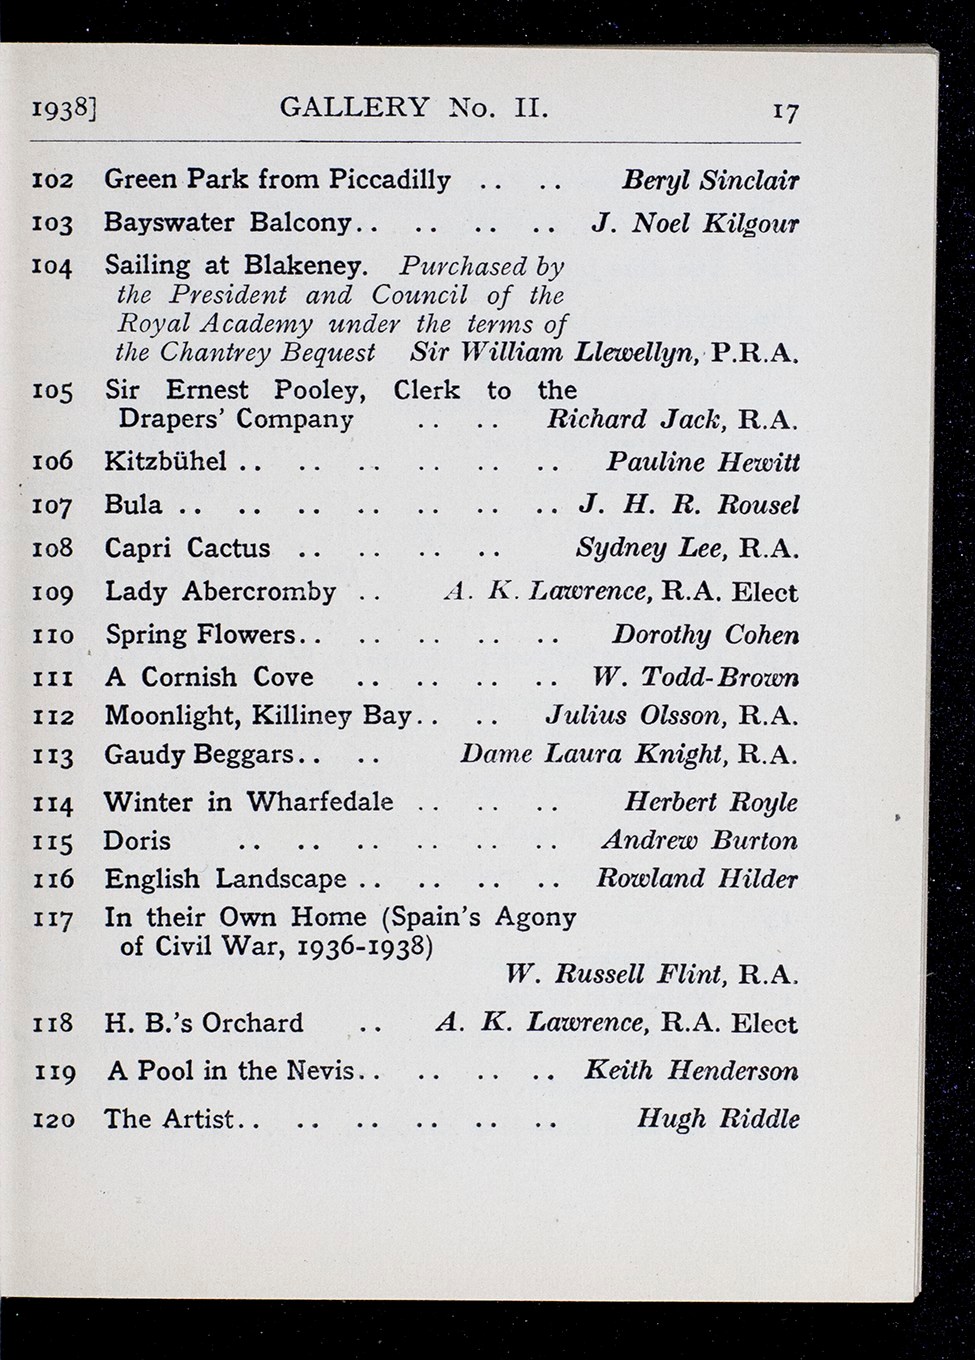 1938] GALLERY No. II. 17
102 Green Park from Piccadilly .. .. Beryl Sinclair
103 Bayswater Balcony.. .. .. .. J. Noel Kilgour
104 Sailing at Blakeney. Purchased by
the President and Council of the
Royal Academy under the terms of
the Chantrey Bequest Sir William Llewellyn, P.R.A.
105 Sir Ernest Pooley, Clerk to the
Drapers' Company .. .. Richard Jack, R.A.
106 Kitzbühel .. .. .. .. .. .. Pauline Hewitt
107 Bula .. .. .. .. .. .. .. J. H. R. Rousel
108 Capri Cactus .. .. .. .. Sydney Lee, R.A.
109 Lady Abercromby .. A. K. Lawrence, R.A. Elect
110 Spring Flowers.. .. .. .. .. Dorothy Cohen
111 A Cornish Cove .. .. .. .. W. Todd-Brown
112 Moonlight, Killiney Bay.. .. Julius Olsson, R.A.
113 Gaudy Beggars.. .. Dame Laura Knight, R.A.
114 Winter in Wharfedale .. .. .. Herbert Royle
115 Doris .. .. .. .. .. .. Andrew Burton
116 English Landscape .. .. .. .. Rowland Hilder
117 In their Own Home (Spain's Agony
of Civil War, 1936-1938)
W. Russell Flint, R.A.
118 H. B.'s Orchard .. A. K. Lawrence, R.A. Elect
119 A Pool in the Nevis.. .. .. .. Keith Henderson
120 The Artist.. .. .. .. .. .. Hugh Riddle